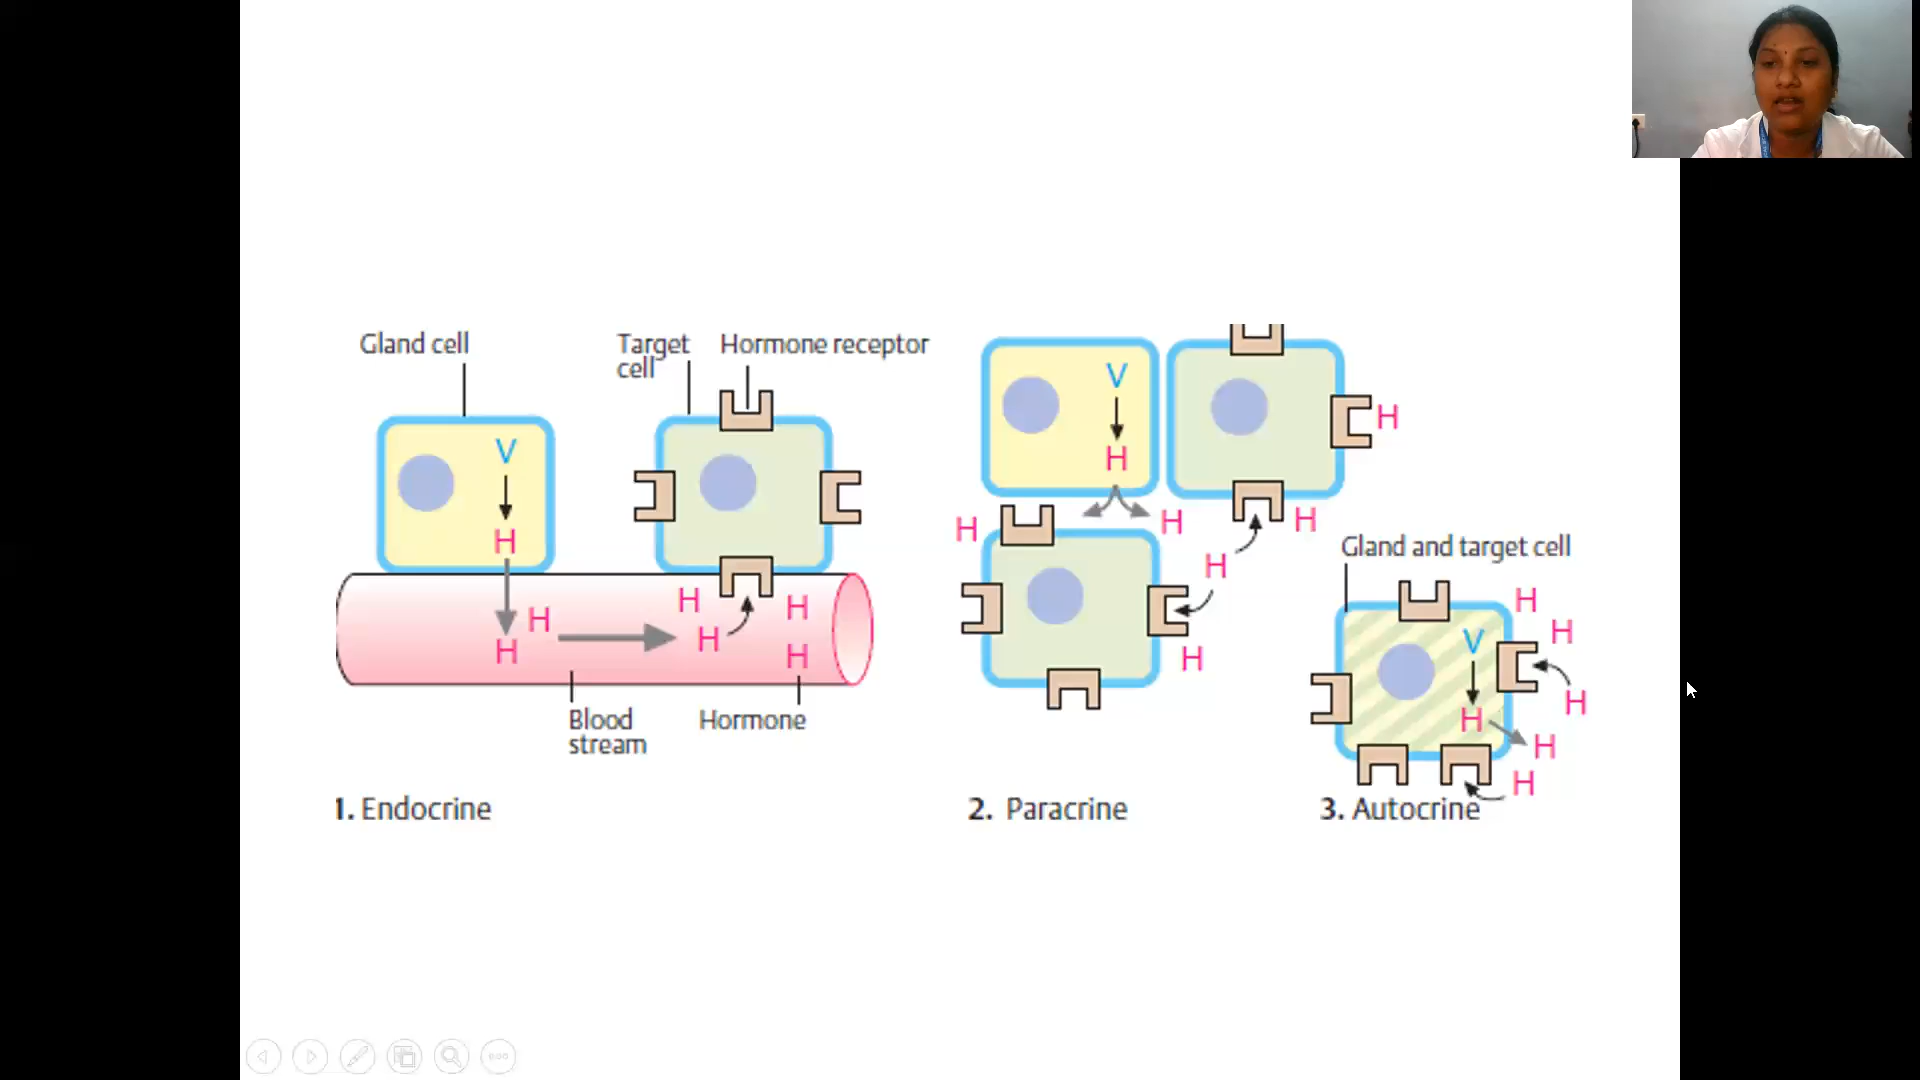 Gland cell
Target
cell
Hormone receptor
V
H
H
H
H
H
H
H
Blood
stream
Hormone
1. Endocrine
V
H
H
H
H
H
H
H
2. Paracrine
Gland and target cell
V
H
H
H
H
H
H
3. Autocrine